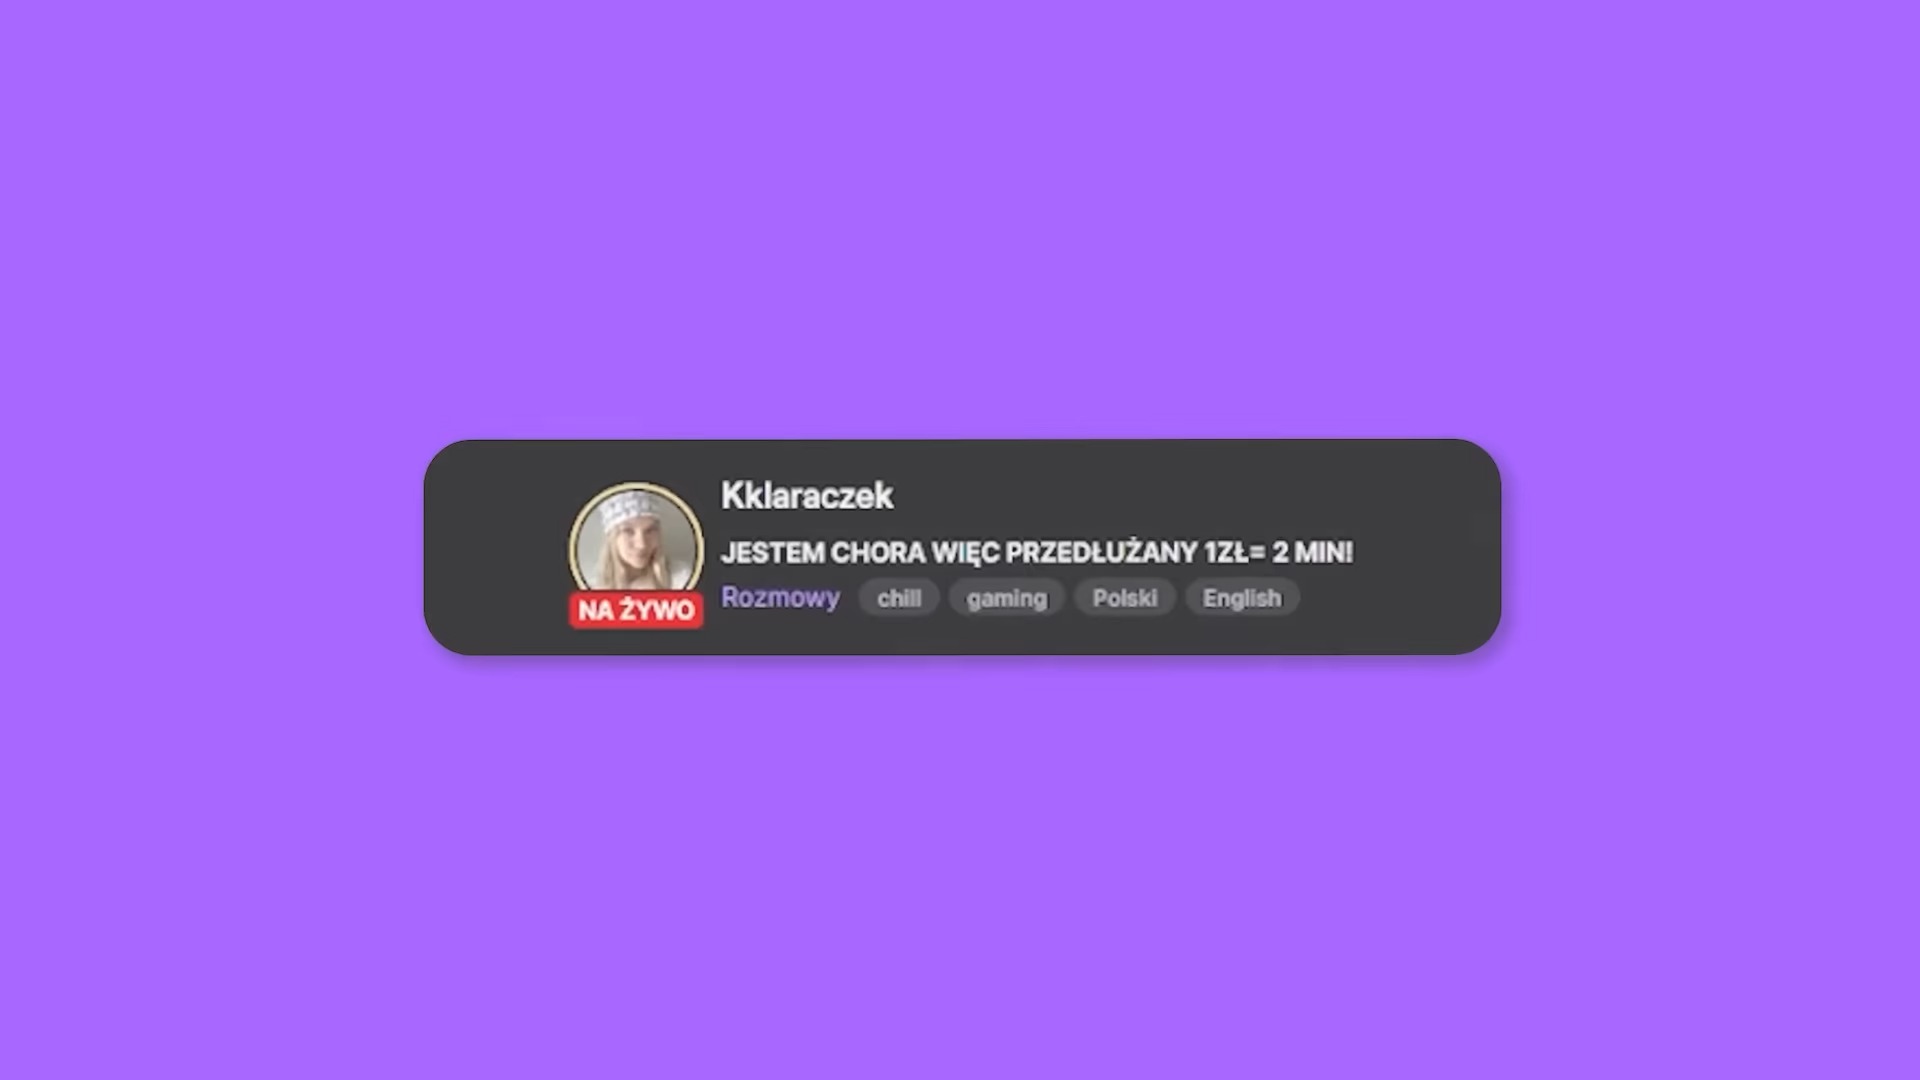 Kklaraczek
JESTEM CHORA WIĘC PRZEDŁUŻANY 1ZŁ= 2 MIN!
Rozmowy chill gaming Polski English
NA ŻYWO